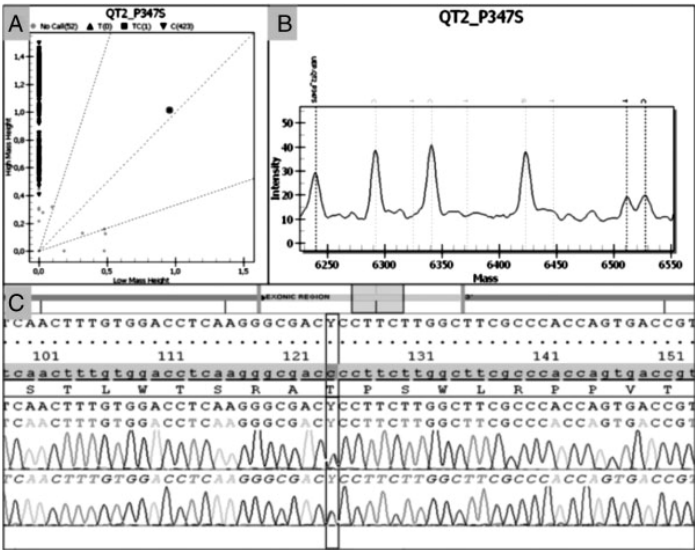 A
QT2_P347S
No Call(52) T(0) TC(1) C(423)
High Mass Height
1,4
1,2
1,0
0,8
0,6
0,4
0,2
0,0
0,0 0,5 1,0 1,5
Low Mass Height
B
QT2_P347S
Intensity
50
40
30
20
10
0
6250 6300 6350 6400 6450 6500 6550
Mass
C
EXONIC REGION
TCAACTTTGTGGACCTCAAGGGCGACYCCTTCTTGGCTTCGCCCACCAGTGACCGT
101 111 121 131 141 151
tcaactttgtggacctcaagggcgaccccttcttggcttcgcccaccagtgaccgt
S T L W T S R A T P S W L R P P V T
TCAACTTTGTGGACCTCAAGGGCGACYCCTTCTTGGCTTCGCCCACCAGTGACCGT
TCAACTTTGTGGACCTCAAGGGCGACYCCTTCTTGGCTTCGCCCACCAGTGACCGT
TCAACTTTGTGGACCTCAAGGGCGACYCCTTCTTGGCTTCGCCCACCAGTGACCGT